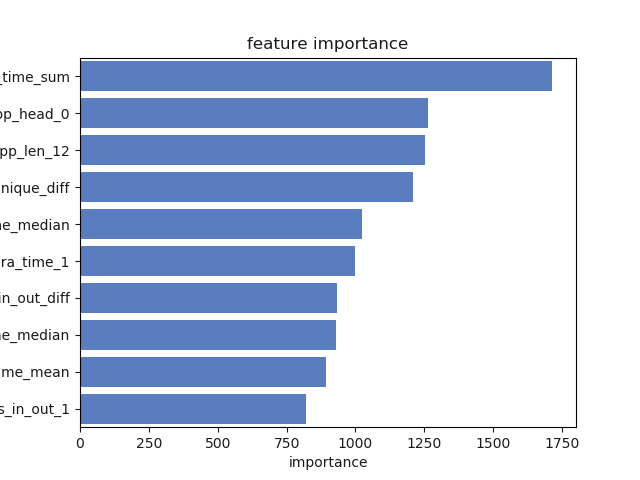 feature importance
_time_sum
pp_head_0
pp_len_12
nique_diff
ne_median
ra_time_1
in_out_diff
ne_median
me_mean
s_in_out_1
0 250 500 750 1000 1250 1500 1750
importance